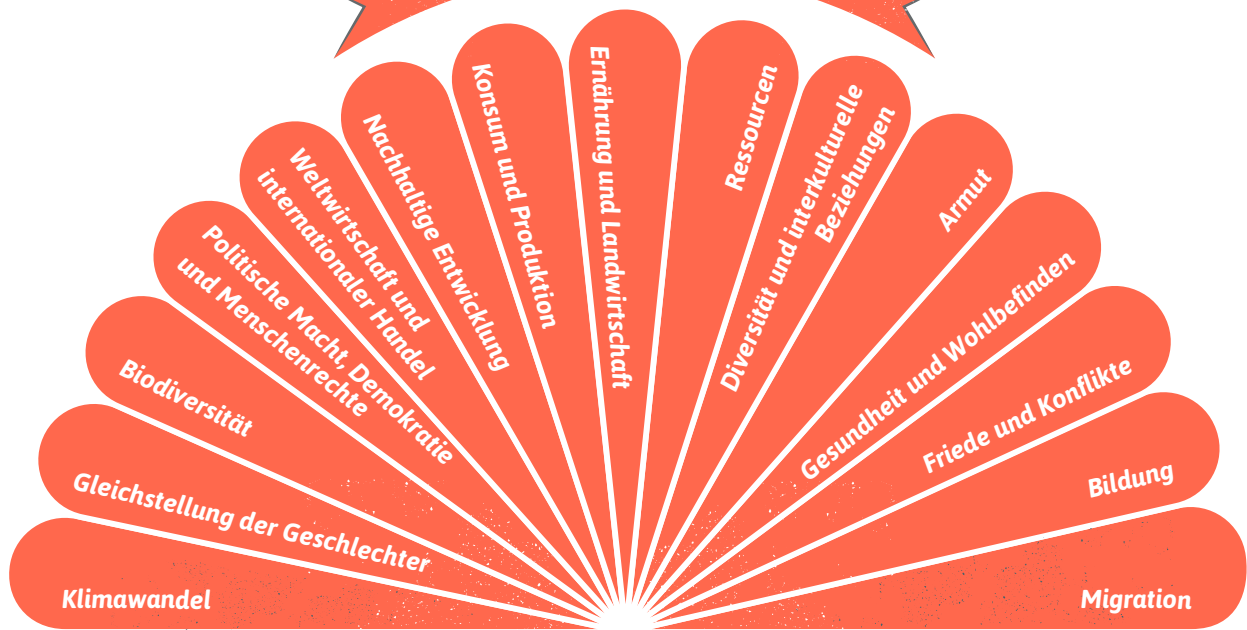 Klimawandel
Gleichstellung der Geschlechter
Biodiversität
Politische Macht, Demokratie
und Menschenrechte
Weltwirtschaft und
internationaler Handel
Nachhaltige Entwicklung
Konsum und Produktion
Ernährung und Landwirtschaft
Ressourcen
Diversität und interkulturelle
Beziehungen
Armut
Gesundheit und Wohlbefinden
Friede und Konflikte
Bildung
Migration